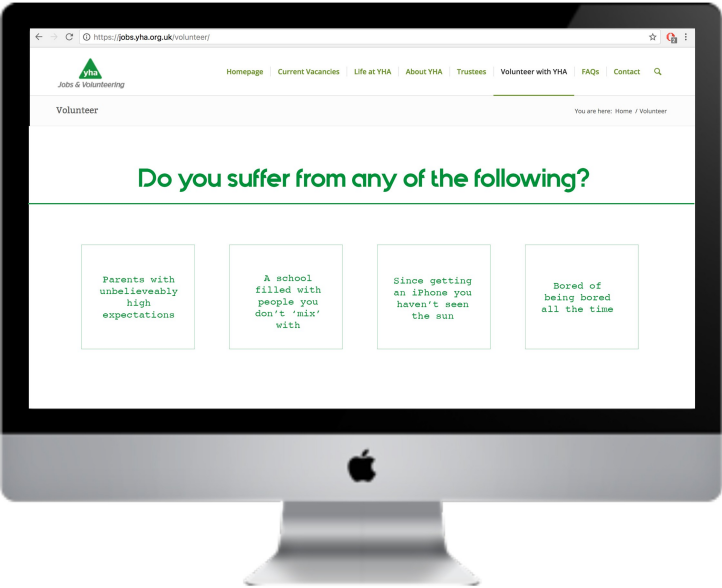 https://jobs.yha.org.uk/volunteer/
yha
Jobs & Volunteering
Homepage Current Vacancies Life at YHA About YHA Trustees Volunteer with YHA FAQs Contact
Volunteer
You are here: Home / Volunteer
Do you suffer from any of the following?
Parents with
unbelieveably
high
expectations
A school
filled with
people you
don't 'mix'
with
Since getting
an iPhone you
haven't seen
the sun
Bored of
being bored
all the time